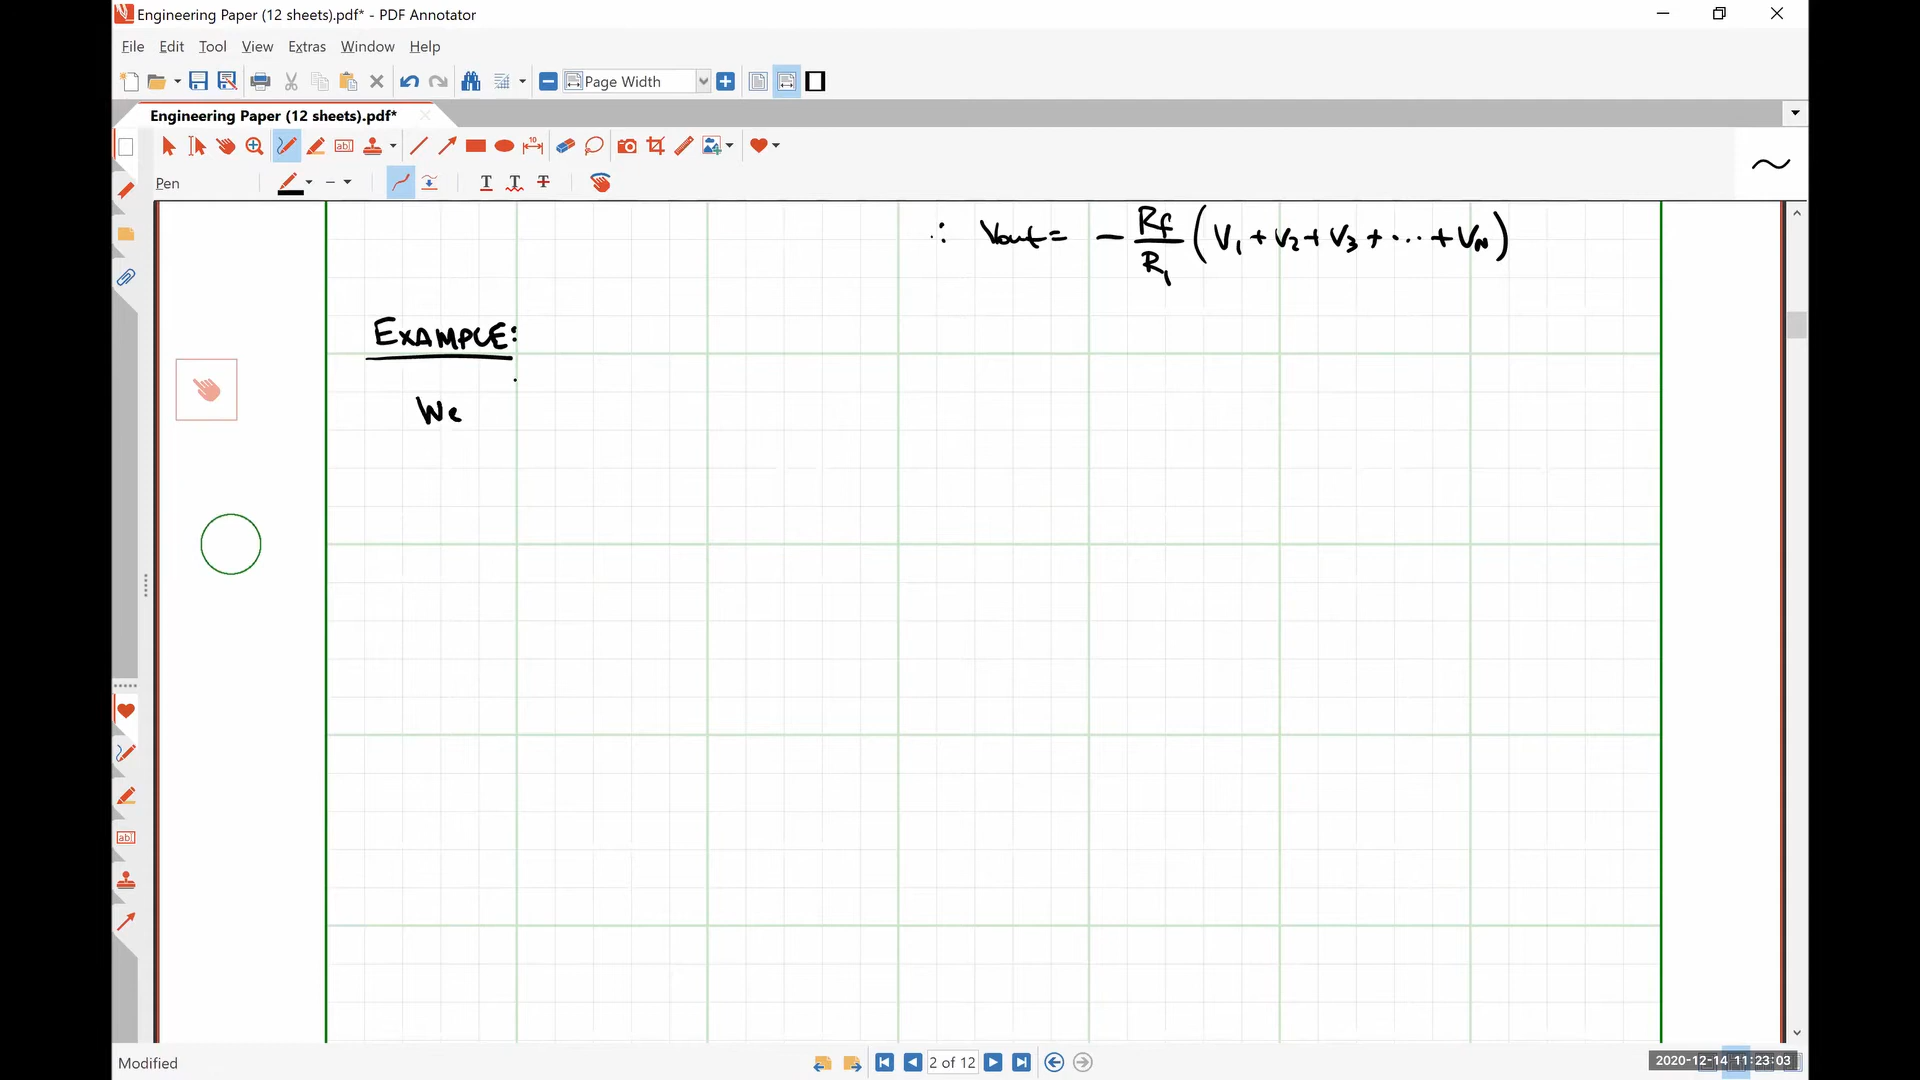 Engineering Paper (12 sheets).pdf* - PDF Annotator
File Edit Tool View Extras Window Help
Page Width
Engineering Paper (12 sheets).pdf*
Pen
∴ Vout = - Rf/R1 (V1 + V2 + V3 + ... + VN)
EXAMPLE:
We
Modified
2 of 12
2020-12-14 11:23:03